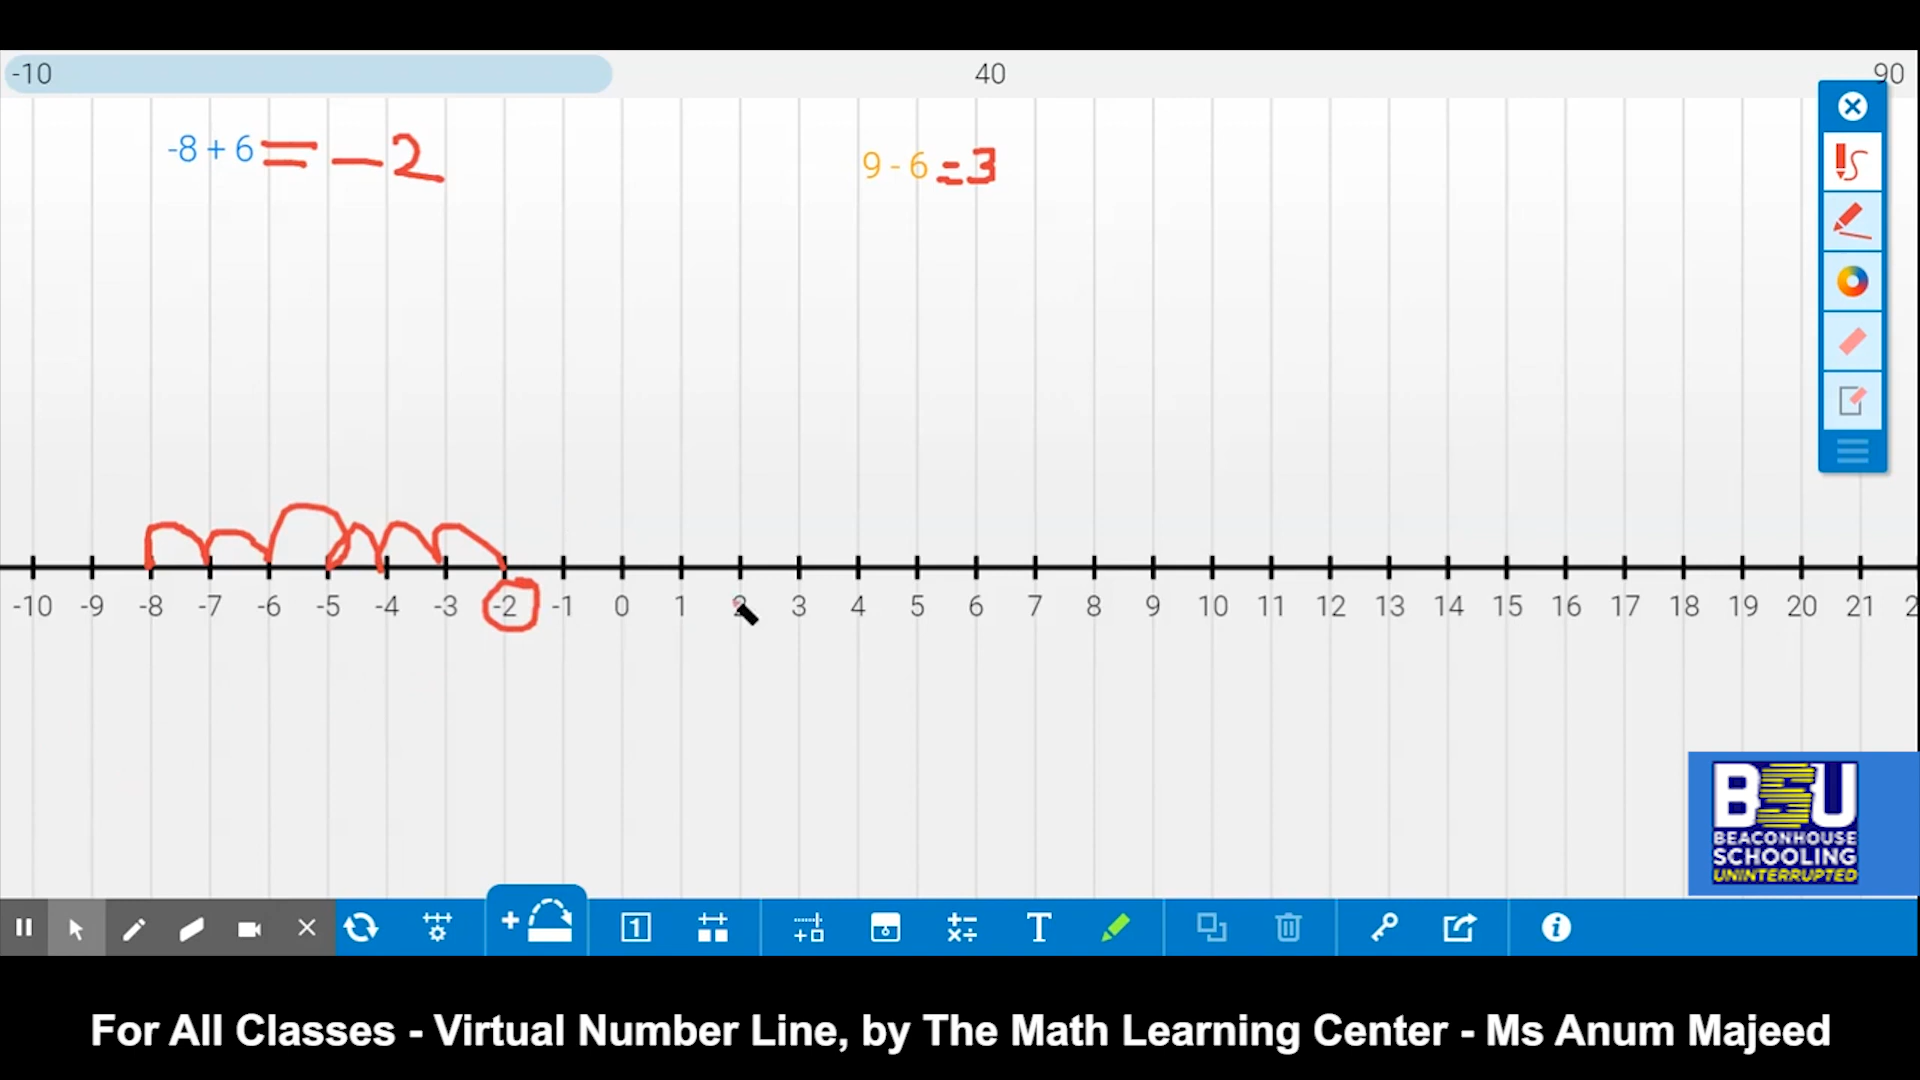 -10 40 90
-8 + 6 = -2
9 - 6 = 3
-10 -9 -8 -7 -6 -5 -4 -3 -2 -1 0 1 2 3 4 5 6 7 8 9 10 11 12 13 14 15 16 17 18 19 20 21 2
BSU
BEACONHOUSE
SCHOOLING
UNINTERRUPTED
1 T i
For All Classes - Virtual Number Line, by The Math Learning Center - Ms Anum Majeed